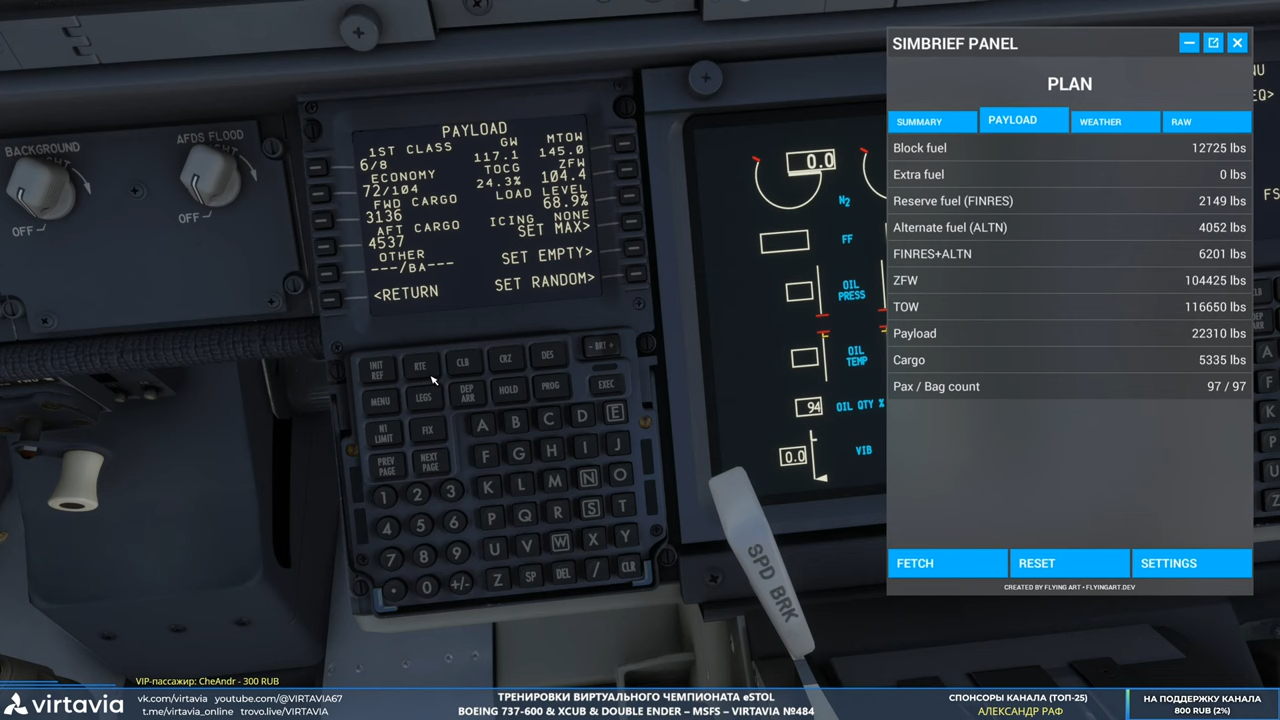 SIMBRIEF PANEL
PLAN
SUMMARY
PAYLOAD
WEATHER
RAW
Block fuel 12725 lbs
Extra fuel 0 lbs
Reserve fuel (FINRES) 2149 lbs
Alternate fuel (ALTN) 4052 lbs
FINRES+ALTN 6201 lbs
ZFW 104425 lbs
TOW 116650 lbs
Payload 22310 lbs
Cargo 5335 lbs
Pax / Bag count 97 / 97
FETCH
RESET
SETTINGS
CREATED BY FLYING ART • FLYINGART.DEV
BACKGROUND
OFF
AFDS FLOOD
OFF
PAYLOAD
1ST CLASS GW MTOW
6/8 117.1 145.0
ECONOMY TOCG ZFW
72/104 24.3% 104.4
FWD CARGO LOAD LEVEL
3136 68.9%
AFT CARGO ICING NONE
4537 SET MAX>
OTHER
---/BA--- SET EMPTY>
<RETURN SET RANDOM>
INIT REF
RTE
CLB
CRZ
DES
- BRT +
MENU
LEGS
DEP ARR
HOLD
PROG
EXEC
N1 LIMIT
FIX
PREV PAGE
NEXT PAGE
A B C D E
F G H I J
K L M N O
P Q R S T
U V W X Y
Z SP DEL / CLR
1 2 3
4 5 6
7 8 9
. 0 +/-
0.0
N2
FF
OIL PRESS
OIL TEMP
94 OIL QTY %
0.0 VIB
SPD BRK
VIP-пассажир: CheAndr - 300 RUB
virtavia
vk.com/virtavia youtube.com/@VIRTAVIA67
t.me/virtavia_online trovo.live/VIRTAVIA
ТРЕНИРОВКИ ВИРТУАЛЬНОГО ЧЕМПИОНАТА eSTOL
BOEING 737-600 & XCUB & DOUBLE ENDER – MSFS – VIRTAVIA №484
СПОНСОРЫ КАНАЛА (ТОП-25)
АЛЕКСАНДР РАФ
НА ПОДДЕРЖКУ КАНАЛА
800 RUB (2%)